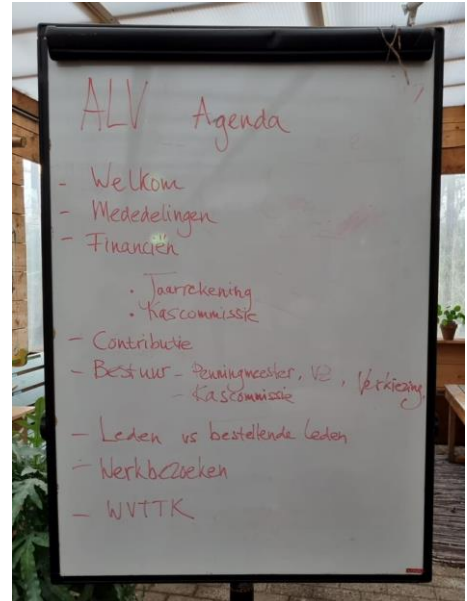 ALV Agenda
- Welkom
- Mededelingen
- Financiën
• Jaarrekening
• Kascommissie
- Contributie
- Bestuur - Penningmeester, VZ, Verkiezing
- Kascommissie
- Leden vs bestellende leden
- Werkbezoeken
- WVTTK